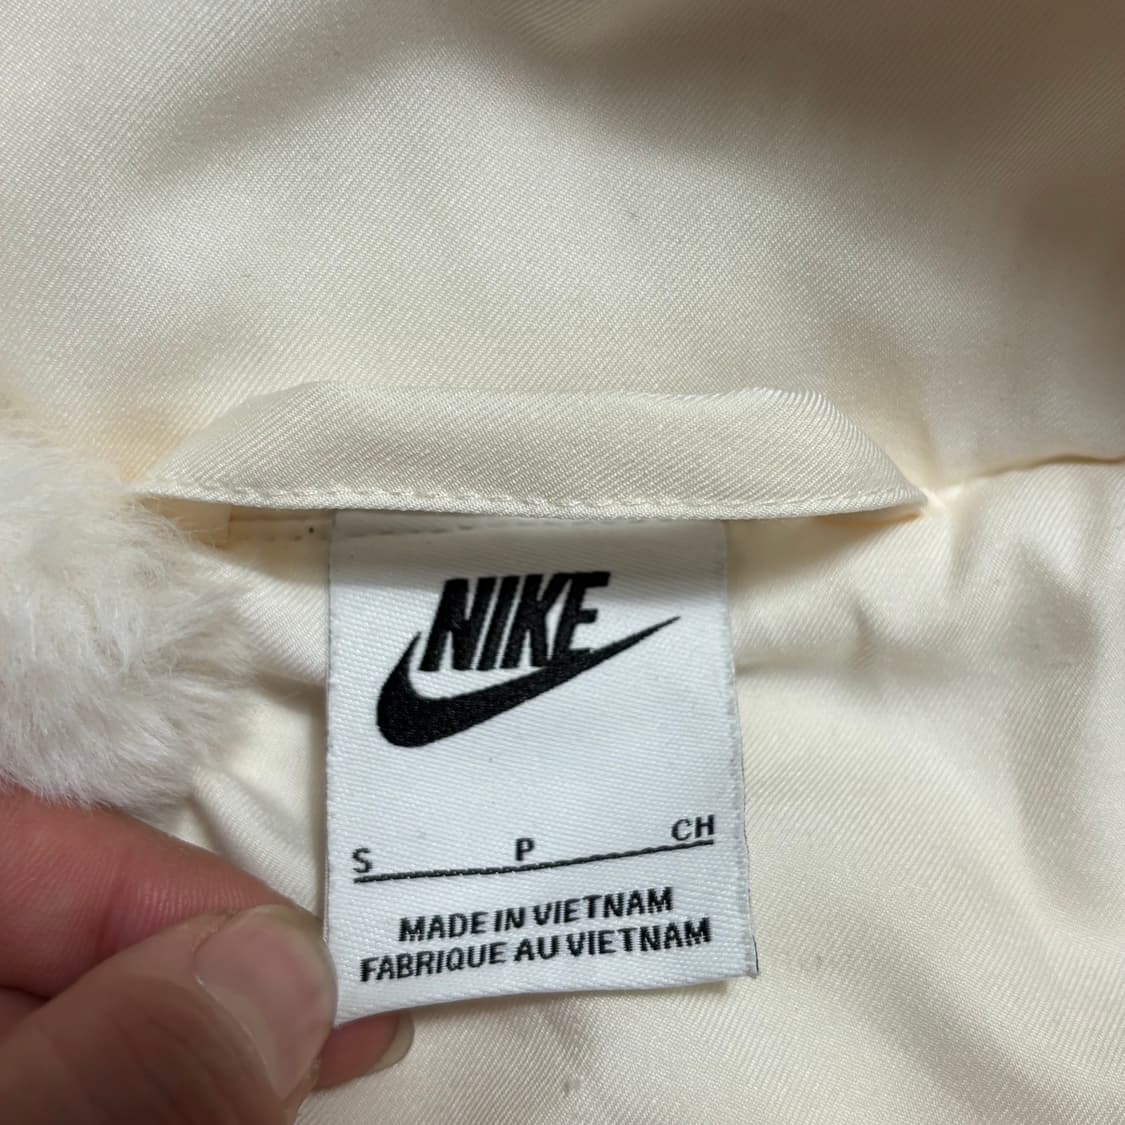 NIKE
S P CH
MADE IN VIETNAM
FABRIQUE AU VIETNAM